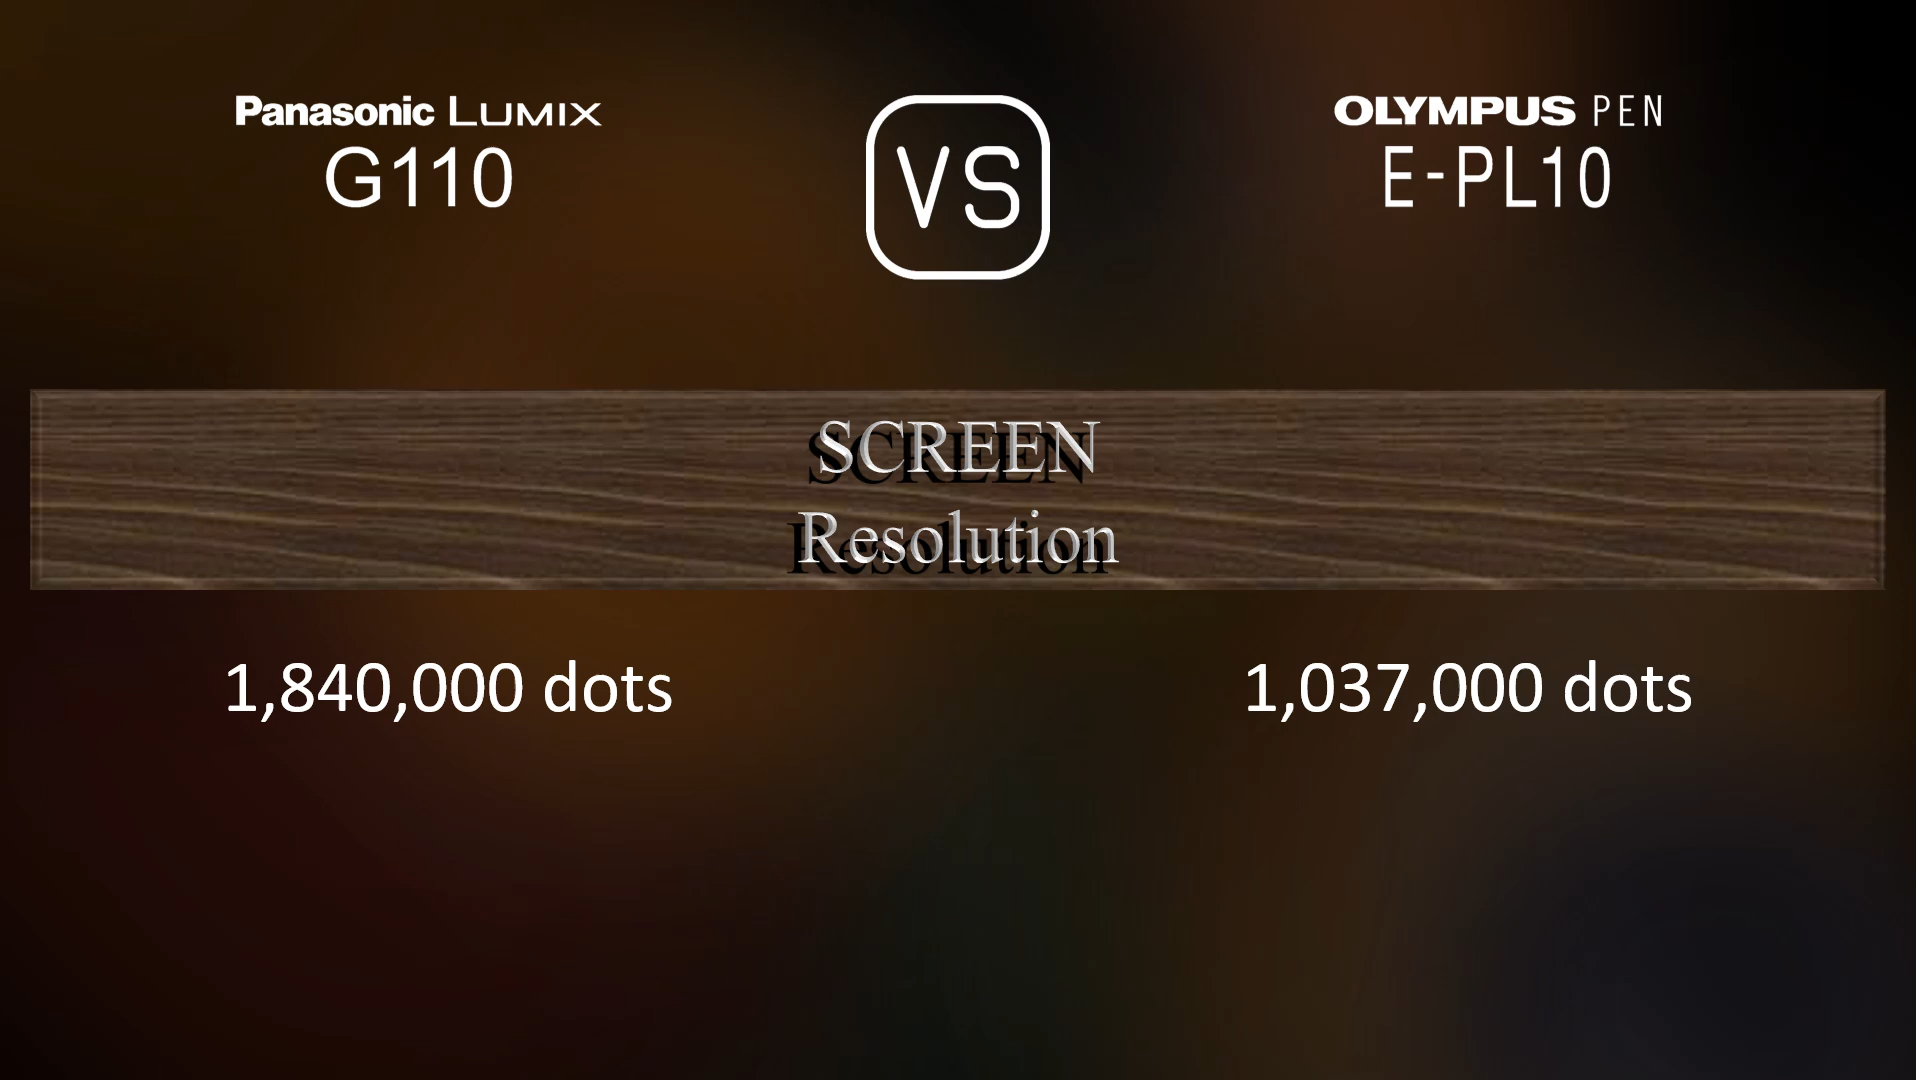 Panasonic LUMIX
G110
VS
OLYMPUS PEN
E-PL10
SCREEN
Resolution
1,840,000 dots
1,037,000 dots